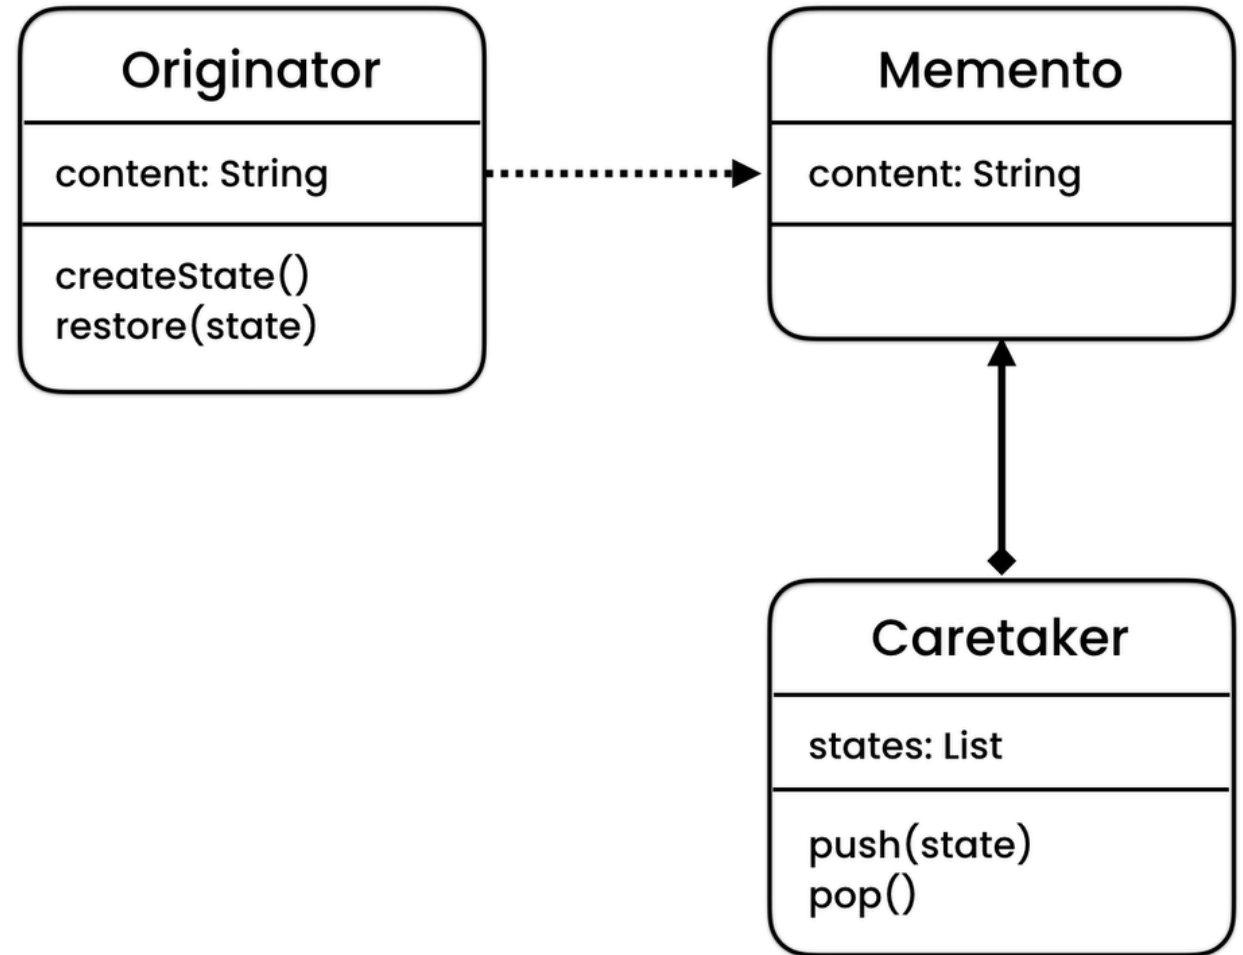 Originator
content: String
createState()
restore(state)
Memento
content: String
Caretaker
states: List
push(state)
pop()